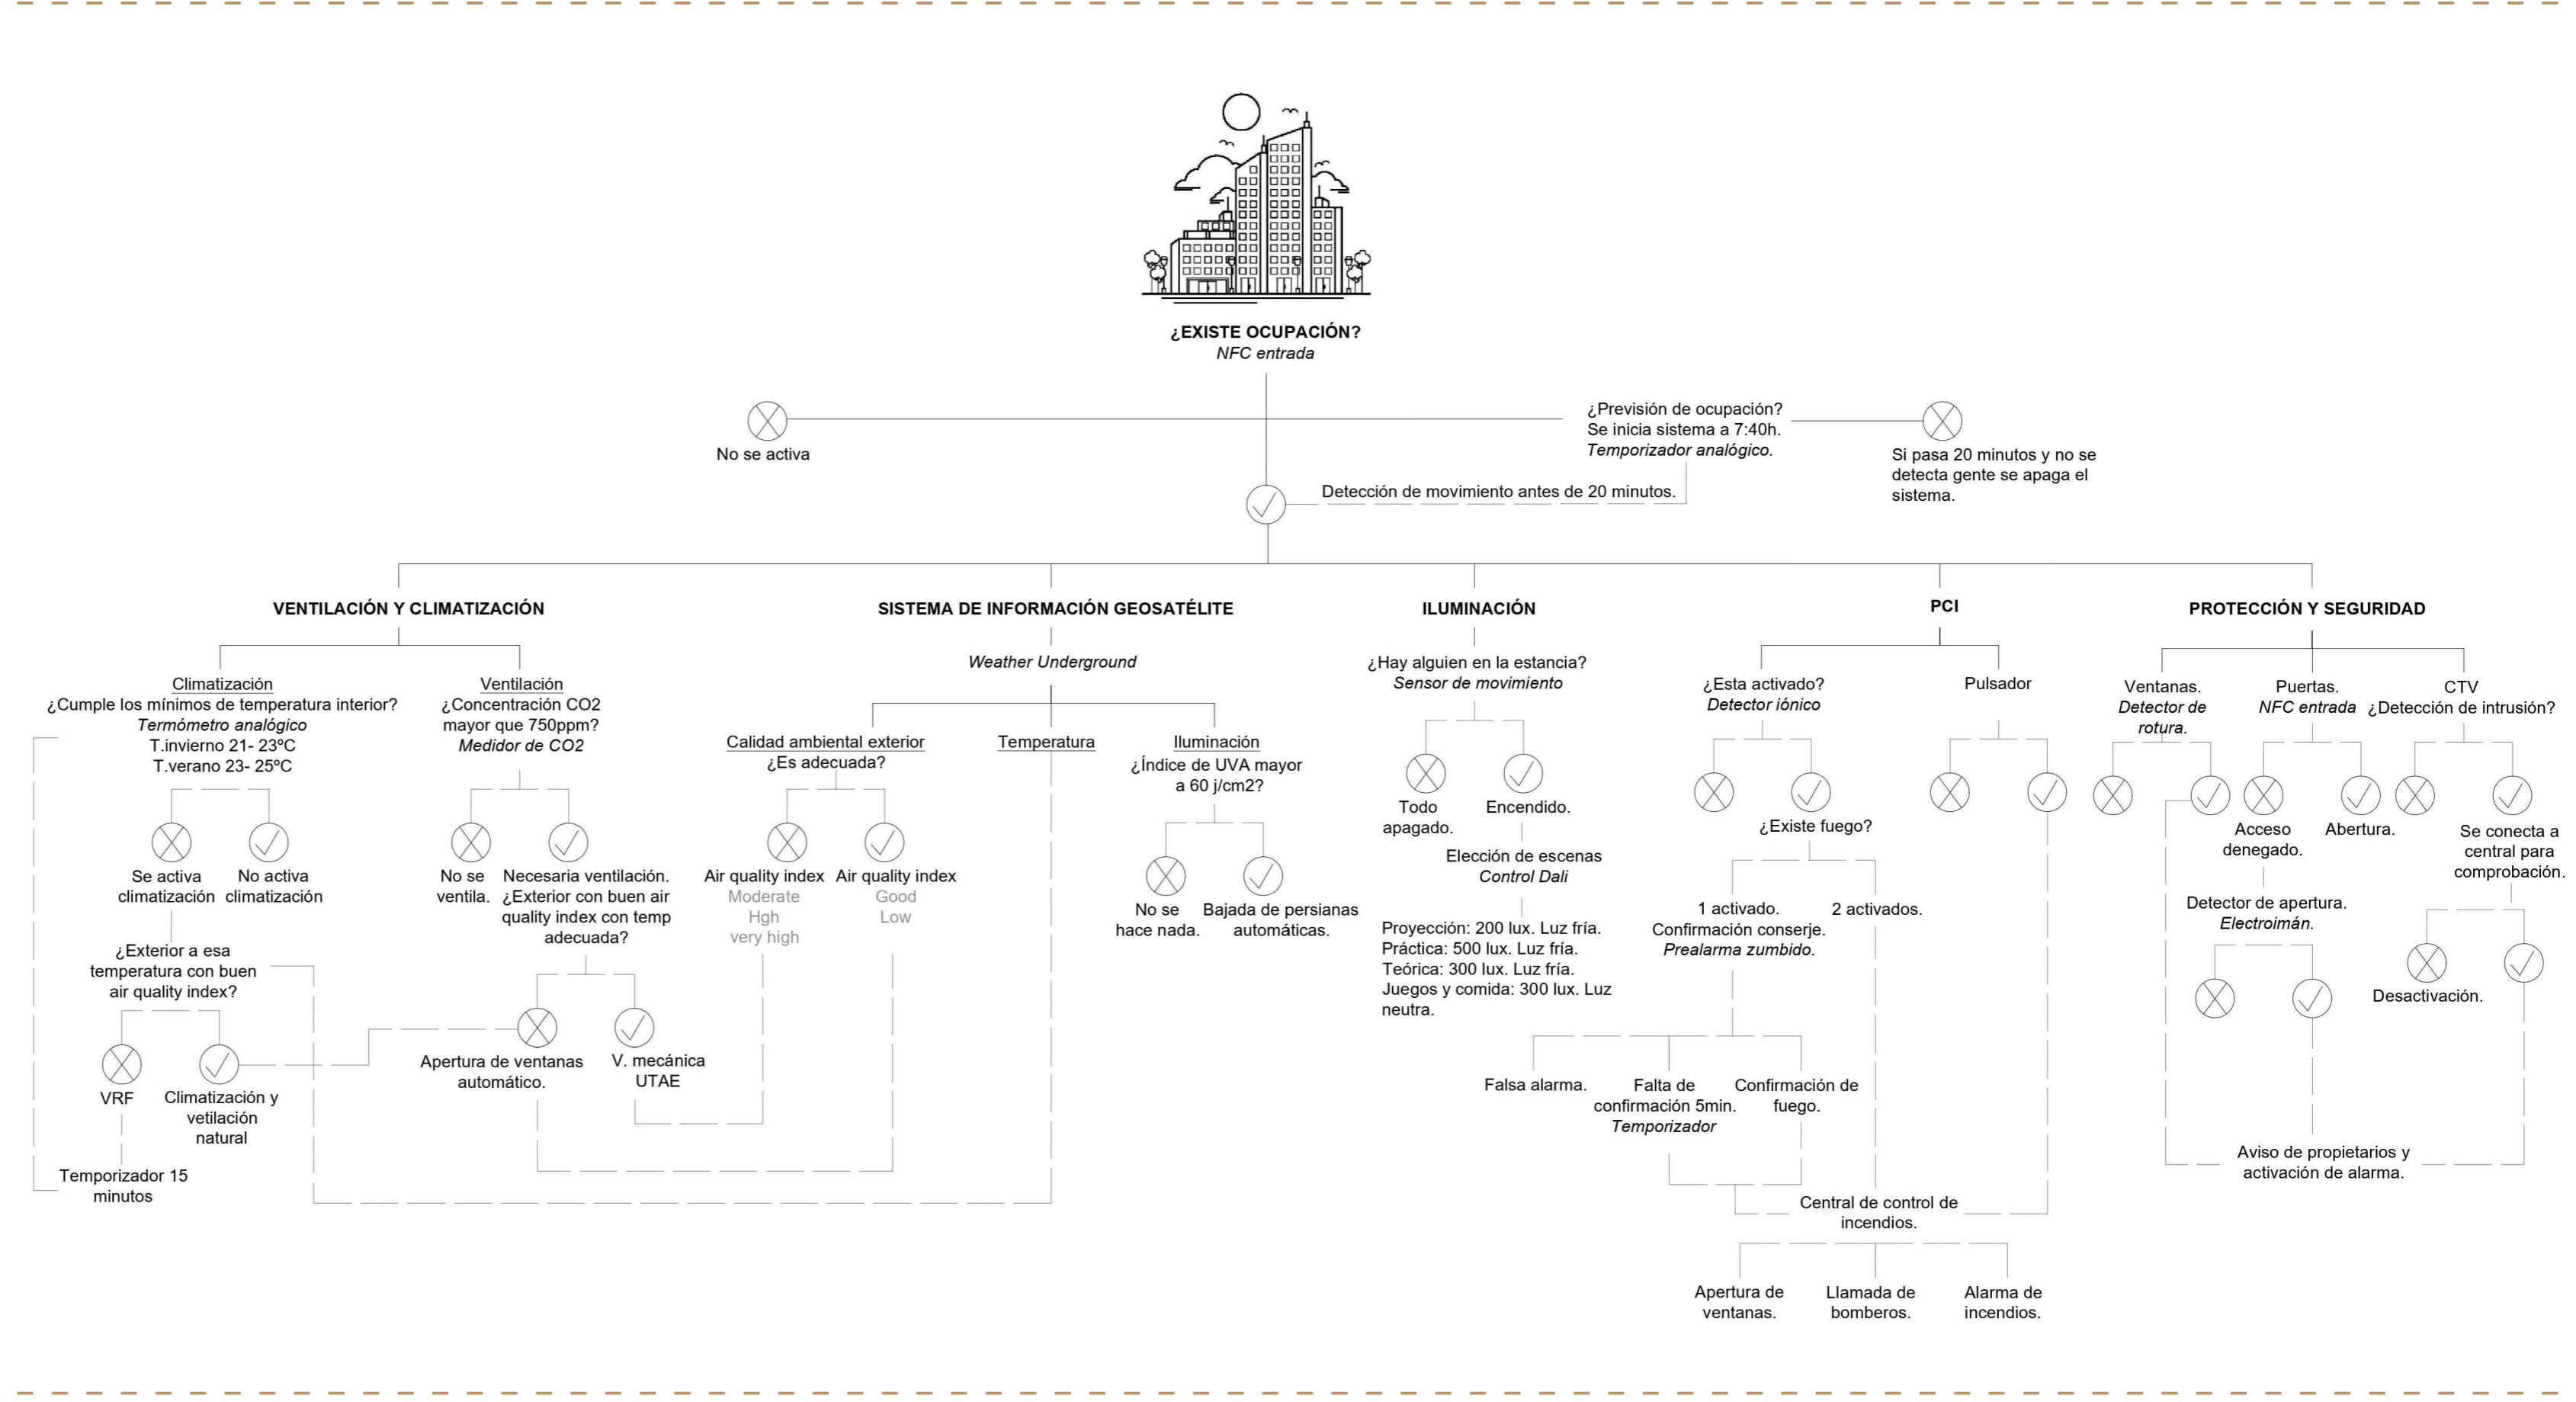 ¿EXISTE OCUPACIÓN?
NFC entrada
No se activa
¿Previsión de ocupación?
Se inicia sistema a 7:40h.
Temporizador analógico.
Si pasa 20 minutos y no se
detecta gente se apaga el
sistema.
Detección de movimiento antes de 20 minutos.
VENTILACIÓN Y CLIMATIZACIÓN
Climatización
¿Cumple los mínimos de temperatura interior?
Termómetro analógico
T.invierno 21- 23ºC
T.verano 23- 25ºC
Se activa
climatización
No activa
climatización
¿Exterior a esa
temperatura con buen
air quality index?
VRF
Climatización y
vetilación
natural
Temporizador 15
minutos
Ventilación
¿Concentración CO2
mayor que 750ppm?
Medidor de CO2
No se
ventila.
Necesaria ventilación.
¿Exterior con buen air
quality index con temp
adecuada?
Apertura de ventanas
automático.
V. mecánica
UTAE
SISTEMA DE INFORMACIÓN GEOSATÉLITE
Weather Underground
Calidad ambiental exterior
¿Es adecuada?
Air quality index
Moderate
Hgh
very high
Air quality index
Good
Low
Temperatura
Iluminación
¿Índice de UVA mayor
a 60 j/cm2?
No se
hace nada.
Bajada de persianas
automáticas.
ILUMINACIÓN
¿Hay alguien en la estancia?
Sensor de movimiento
Todo
apagado.
Encendido.
Elección de escenas
Control Dali
Proyección: 200 lux. Luz fría.
Práctica: 500 lux. Luz fría.
Teórica: 300 lux. Luz fría.
Juegos y comida: 300 lux. Luz
neutra.
PCI
¿Esta activado?
Detector iónico
Pulsador
¿Existe fuego?
1 activado.
Confirmación conserje.
Prealarma zumbido.
2 activados.
Falsa alarma.
Falta de
confirmación 5min.
Temporizador
Confirmación de
fuego.
Central de control de
incendios.
Apertura de
ventanas.
Llamada de
bomberos.
Alarma de
incendios.
PROTECCIÓN Y SEGURIDAD
Ventanas.
Detector de
rotura.
Puertas.
NFC entrada
CTV
¿Detección de intrusión?
Acceso
denegado.
Abertura.
Detector de apertura.
Electroimán.
Se conecta a
central para
comprobación.
Desactivación.
Aviso de propietarios y
activación de alarma.